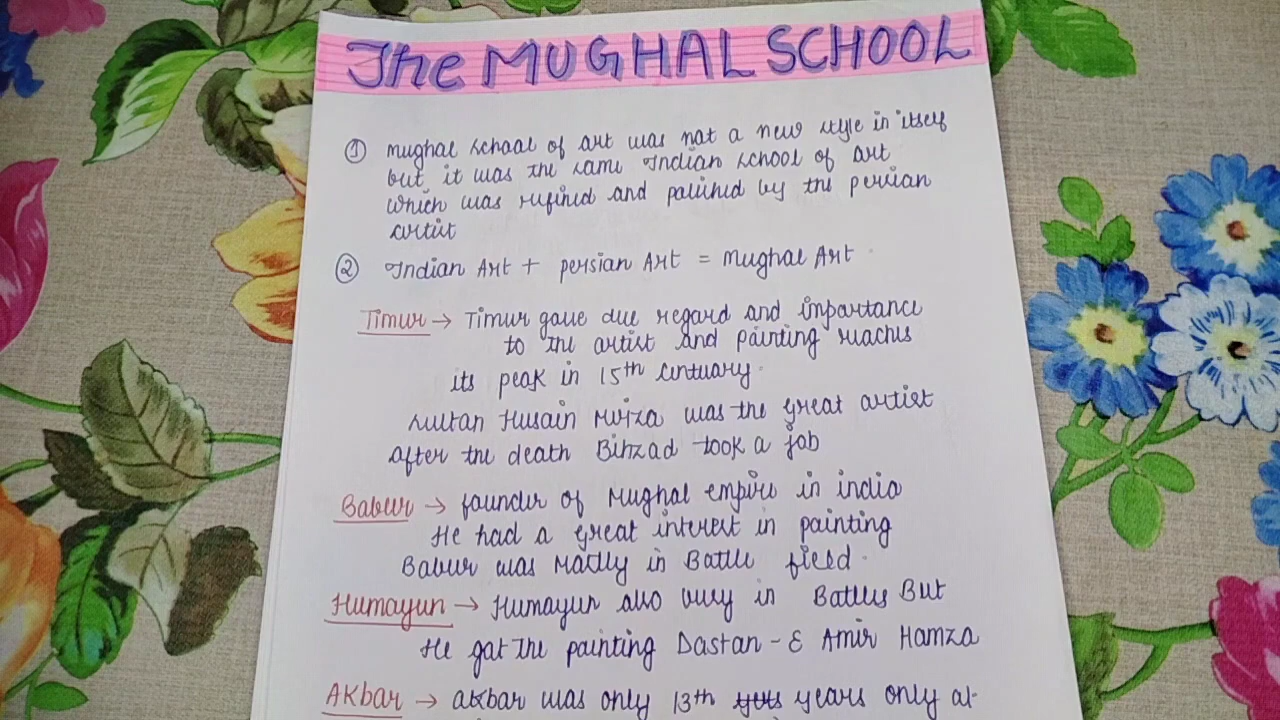 The MUGHAL SCHOOL
① mughal school of art was not a new style in itself
but it was the same Indian school of art
which was refined and polished by the persian
artist
② Indian Art + persian Art = mughal Art
Timur → Timur gave due regard and importance
to the artist and painting reaches
its peak in 15th centuary.
Sultan Husain Mirza was the great artist
after the death Bihzad took a job
Babur → founder of Mughal empire in india
He had a great interest in painting
Babur was mostly in Battle field.
Humayun → Humayun also busy in Battles But
He got the painting Dastan-E Amir Hamza
Akbar → akbar was only 13th years only at